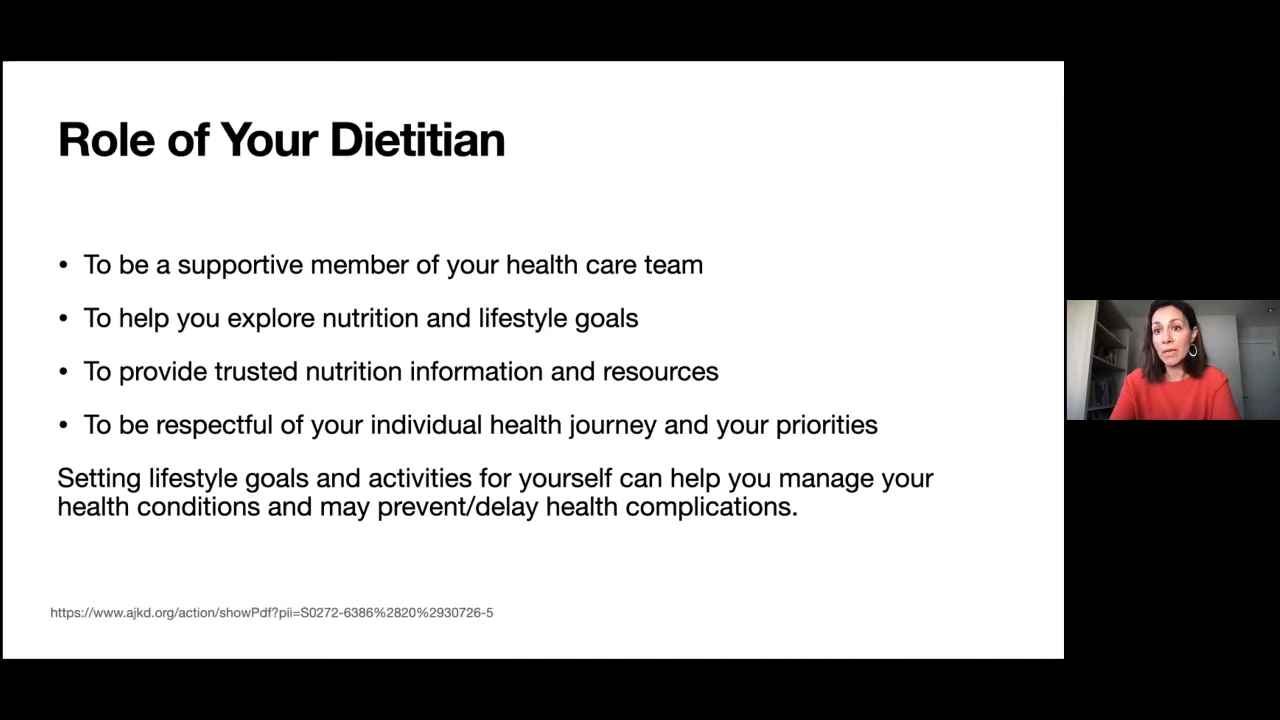 Role of Your Dietitian
• To be a supportive member of your health care team
• To help you explore nutrition and lifestyle goals
• To provide trusted nutrition information and resources
• To be respectful of your individual health journey and your priorities
Setting lifestyle goals and activities for yourself can help you manage your
health conditions and may prevent/delay health complications.
https://www.ajkd.org/action/showPdf?pii=S0272-6386%2820%2930726-5